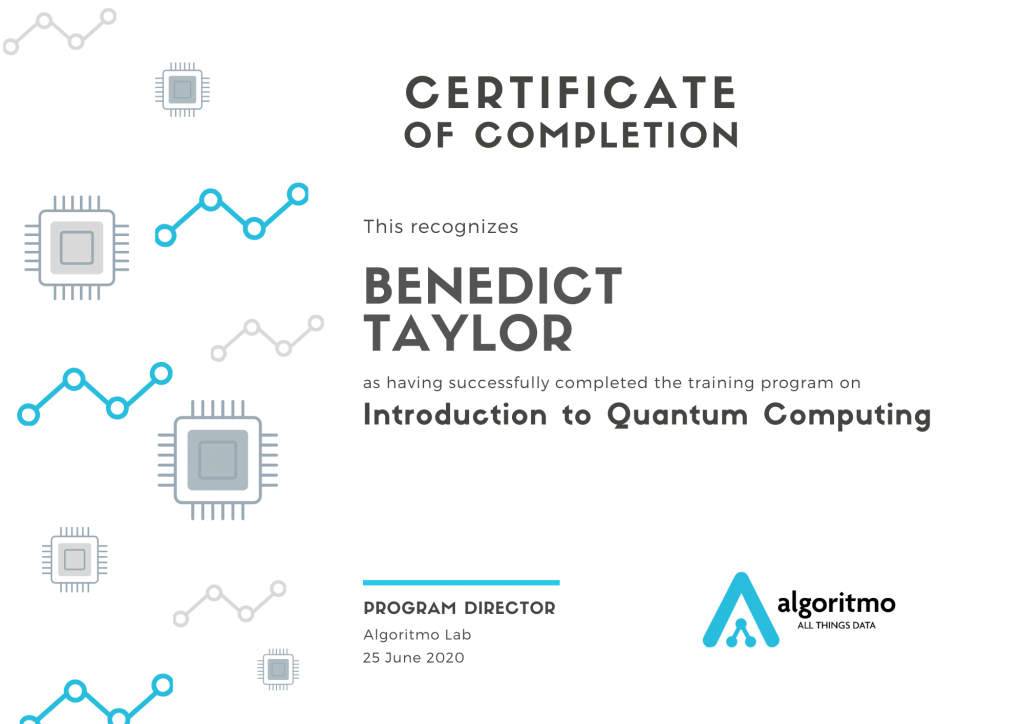 CERTIFICATE
OF COMPLETION
This recognizes
BENEDICT
TAYLOR
as having successfully completed the training program on
Introduction to Quantum Computing
PROGRAM DIRECTOR
Algoritmo Lab
25 June 2020
algoritmo
ALL THINGS DATA